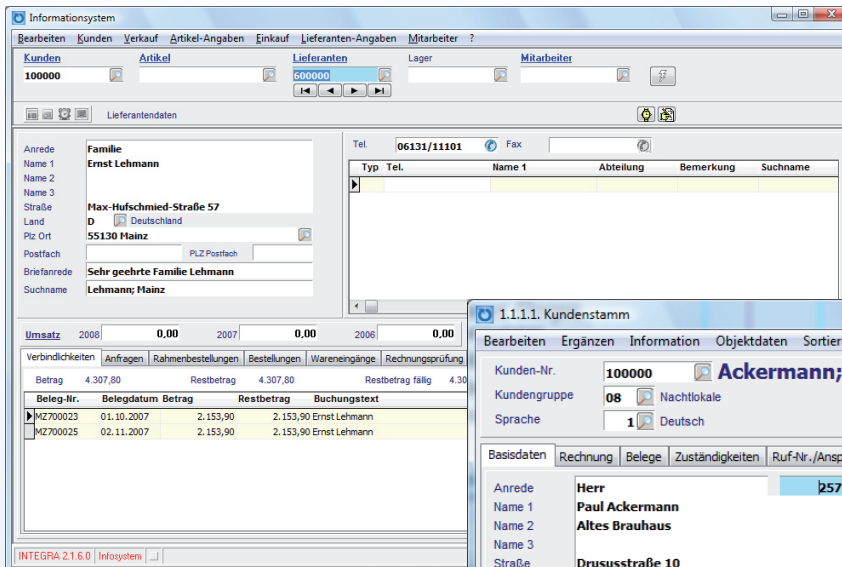 Informationsystem
Bearbeiten Kunden Verkauf Artikel-Angaben Einkauf Lieferanten-Angaben Mitarbeiter ?
Kunden Artikel Lieferanten Lager Mitarbeiter
100000 600000
Lieferantendaten
Anrede Familie
Name 1 Ernst Lehmann
Name 2
Name 3
Straße Max-Hufschmied-Straße 57
Land D Deutschland
Plz Ort 55130 Mainz
Postfach PLZ Postfach
Briefanrede Sehr geehrte Familie Lehmann
Suchname Lehmann; Mainz
Tel. 06131/11101 Fax
Typ Tel. Name 1 Abteilung Bemerkung Suchname
Umsatz 2008 0,00 2007 0,00 2006 0,00
Verbindlichkeiten Anfragen Rahmenbestellungen Bestellungen Wareneingänge Rechnungsprüfung
Betrag 4.307,80 Restbetrag 4.307,80 Restbetrag fällig 4.30
Beleg-Nr. Belegdatum Betrag Restbetrag Buchungstext
MZ700023 01.10.2007 2.153,90 2.153,90 Ernst Lehmann
MZ700025 02.11.2007 2.153,90 2.153,90 Ernst Lehmann
INTEGRA 2.1.6.0 Infosystem
1.1.1.1. Kundenstamm
Bearbeiten Ergänzen Information Objektdaten Sortier
Kunden-Nr. 100000 Ackermann;
Kundengruppe 08 Nachtlokale
Sprache 1 Deutsch
Basisdaten Rechnung Belege Zuständigkeiten Ruf-Nr./Ansp
Anrede Herr 257
Name 1 Paul Ackermann
Name 2 Altes Brauhaus
Name 3
Straße Drususstraße 10